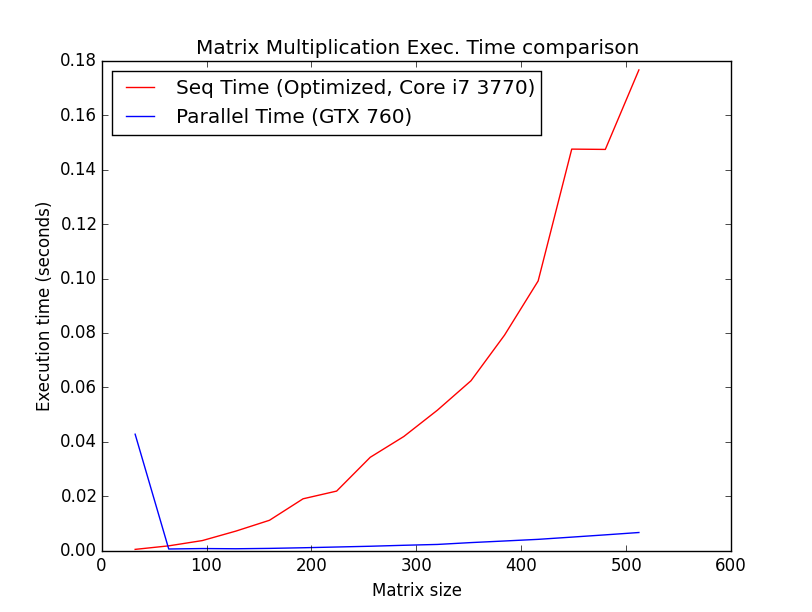 Matrix Multiplication Exec. Time comparison
Seq Time (Optimized, Core i7 3770)
Parallel Time (GTX 760)
Execution time (seconds)
0.18
0.16
0.14
0.12
0.10
0.08
0.06
0.04
0.02
0.00
0 100 200 300 400 500 600
Matrix size